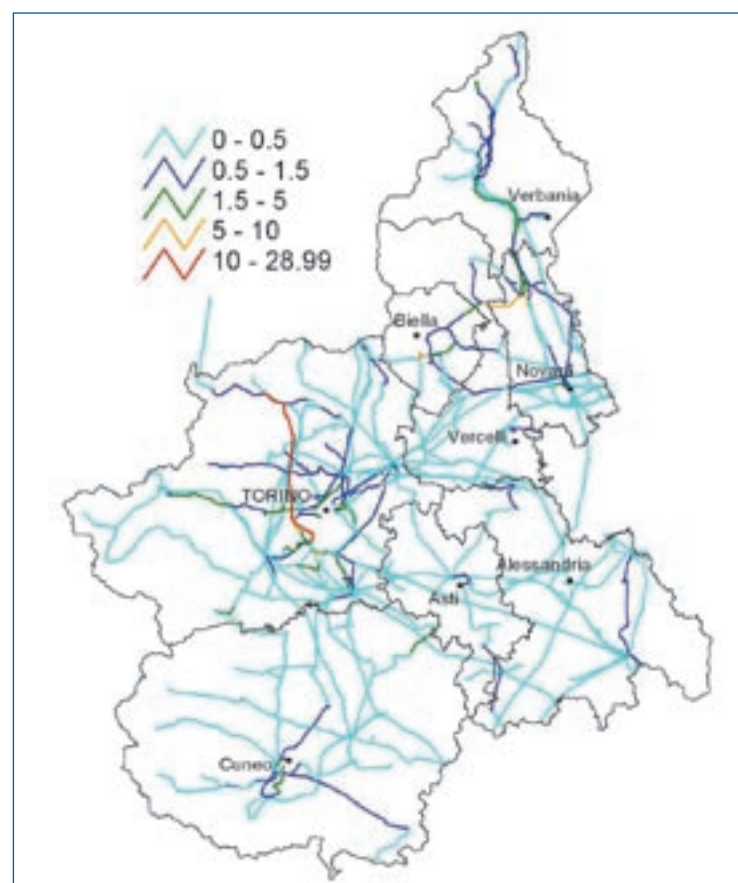 0 - 0.5
0.5 - 1.5
1.5 - 5
5 - 10
10 - 28.99
Verbania
Biella
Novara
Vercelli
TORINO
Alessandria
Asti
Cuneo